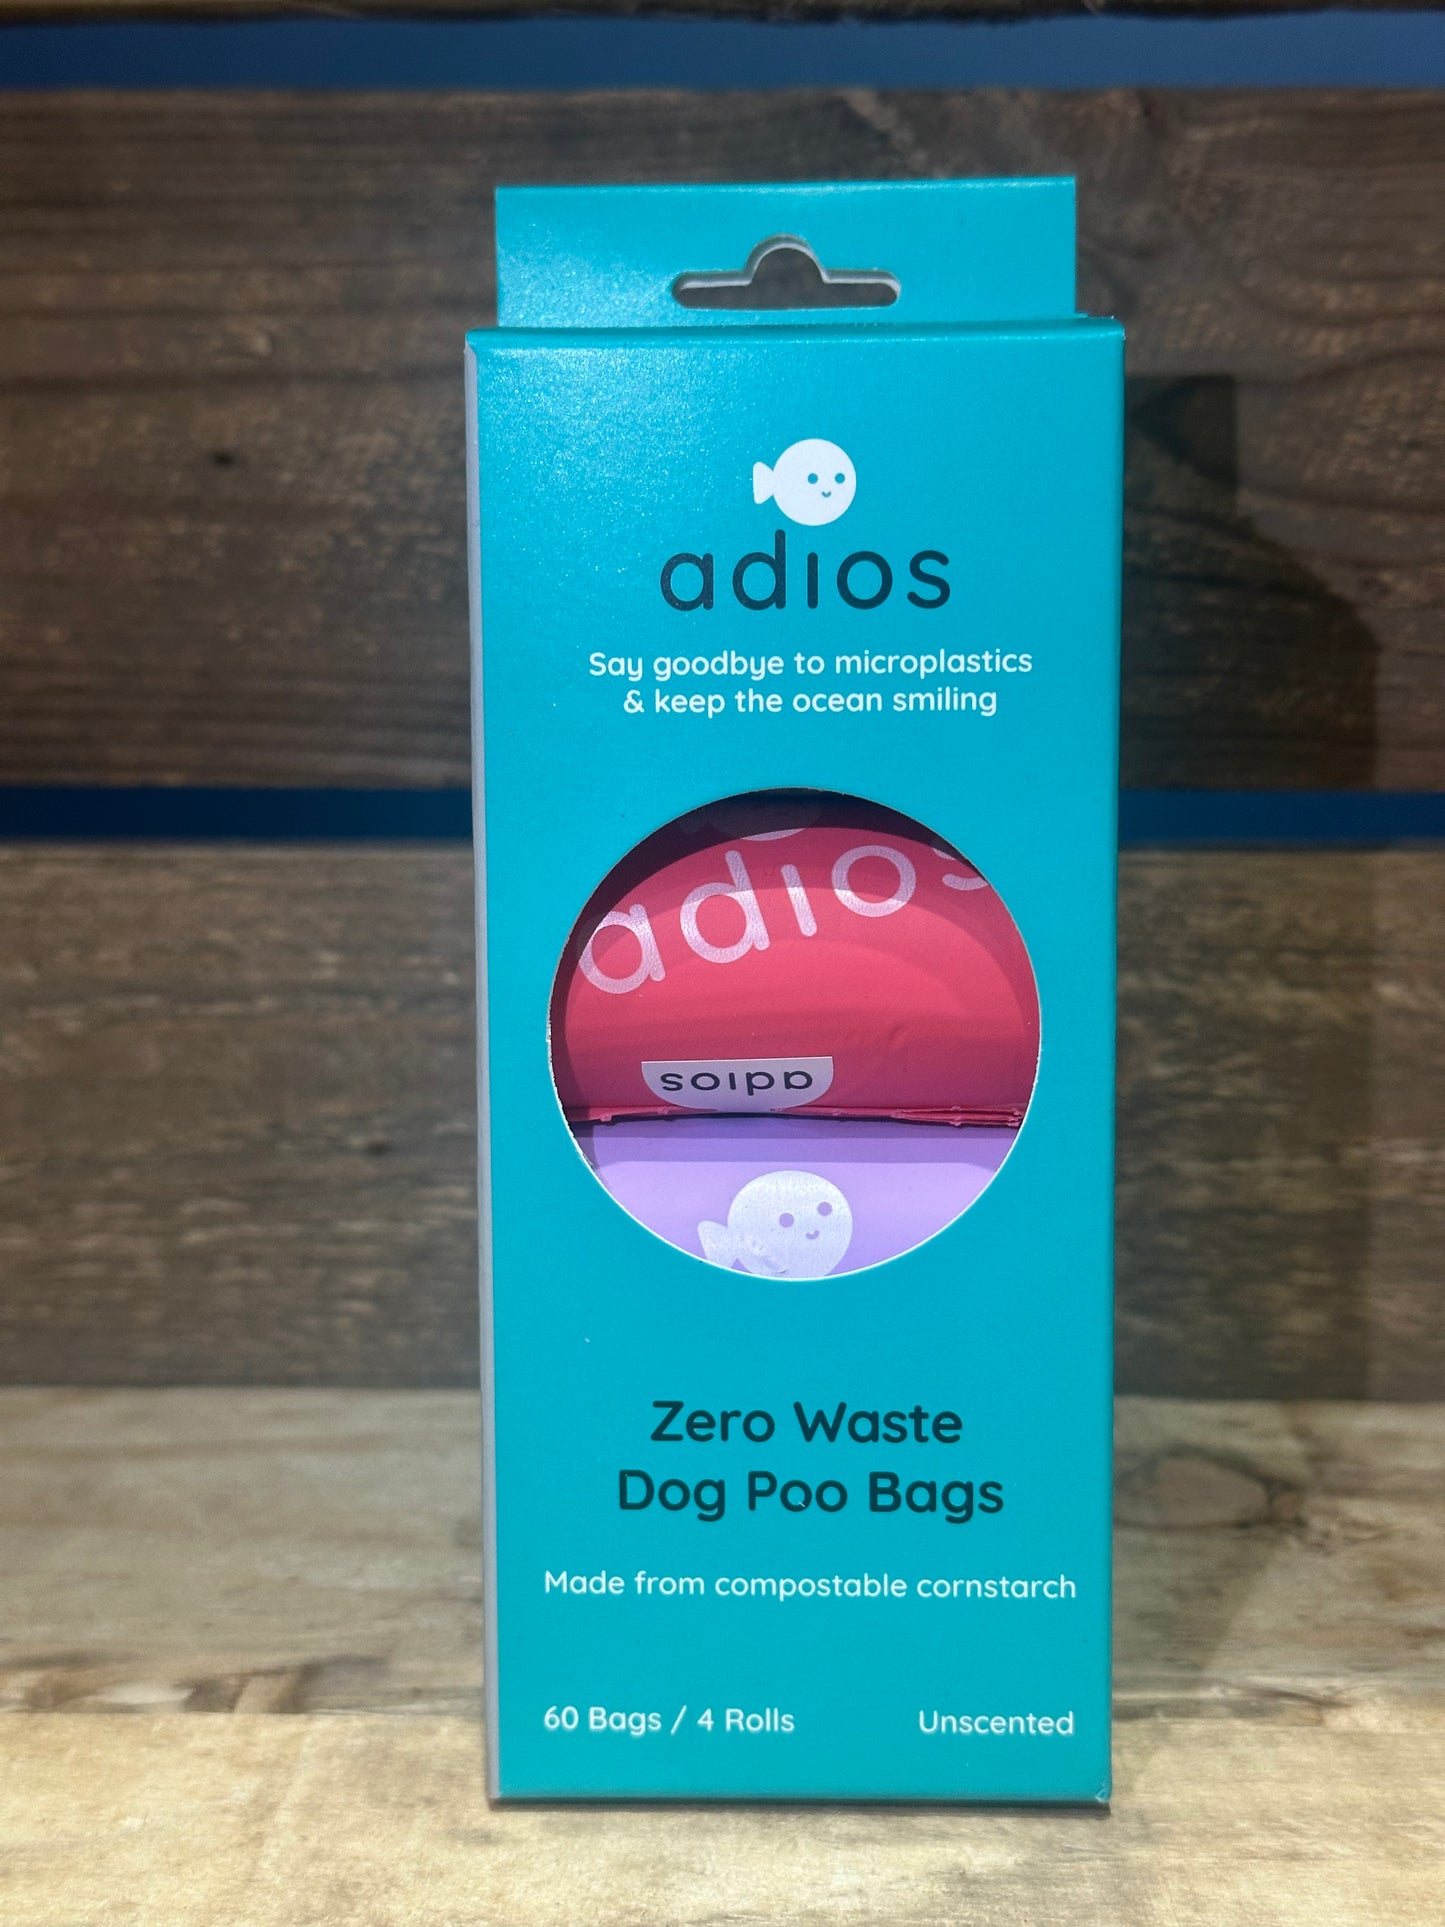 adios
Say goodbye to microplastics
& keep the ocean smiling
adios
adios
Zero Waste
Dog Poo Bags
Made from compostable cornstarch
60 Bags / 4 Rolls
Unscented